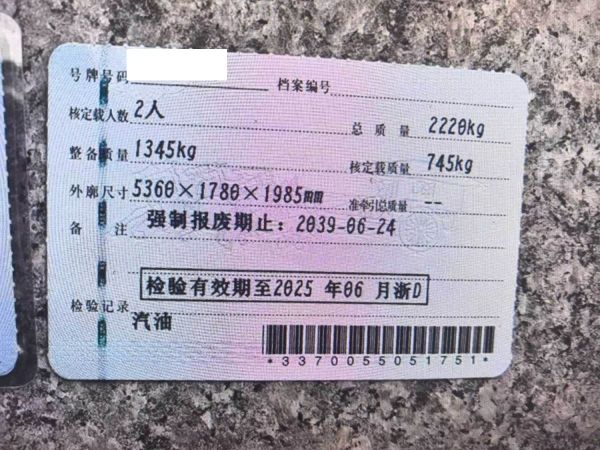 号牌号码 档案编号
核定载人数 2人 总质量 2220kg
整备质量 1345kg 核定载质量 745kg
外廓尺寸 5360×1780×1985㎜ 准牵引总质量 --
备注 强制报废期止：2039-06-24
检验有效期至2025 年06 月浙D
检验记录
汽油
*3370055051751*